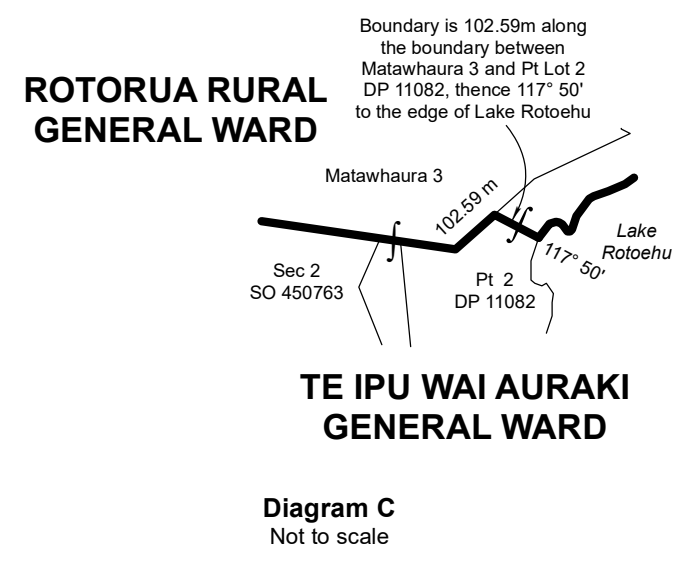 Boundary is 102.59m along
the boundary between
Matawhaura 3 and Pt Lot 2
DP 11082, thence 117° 50'
to the edge of Lake Rotoehu
ROTORUA RURAL
GENERAL WARD
Matawhaura 3
102.59 m
Lake
Rotoehu
117° 50'
Sec 2
SO 450763
Pt 2
DP 11082
TE IPU WAI AURAKI
GENERAL WARD
Diagram C
Not to scale